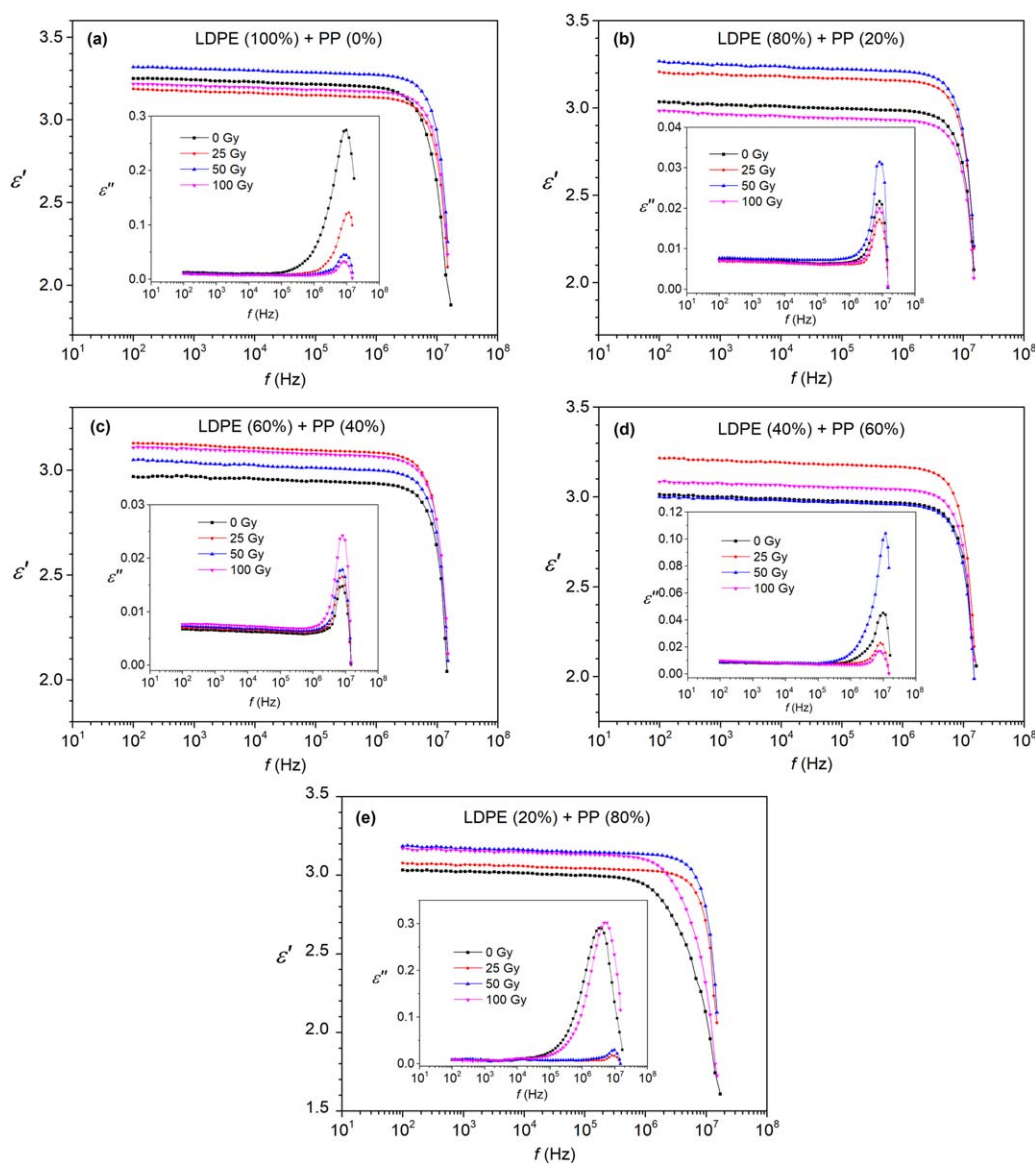 (a) LDPE (100%) + PP (0%)
3.5
3.0
2.5
2.0
ε′
0.3
0.2
0.1
0.0
ε″
0 Gy
25 Gy
50 Gy
100 Gy
10¹ 10² 10³ 10⁴ 10⁵ 10⁶ 10⁷ 10⁸
f (Hz)
10¹ 10² 10³ 10⁴ 10⁵ 10⁶ 10⁷ 10⁸
f (Hz)
(b) LDPE (80%) + PP (20%)
3.5
3.0
2.5
2.0
ε′
0.04
0.03
0.02
0.01
0.00
ε″
0 Gy
25 Gy
50 Gy
100 Gy
10¹ 10² 10³ 10⁴ 10⁵ 10⁶ 10⁷ 10⁸
f (Hz)
10¹ 10² 10³ 10⁴ 10⁵ 10⁶ 10⁷ 10⁸
f (Hz)
(c) LDPE (60%) + PP (40%)
3.0
2.5
2.0
ε′
0.03
0.02
0.01
0.00
ε″
0 Gy
25 Gy
50 Gy
100 Gy
10¹ 10² 10³ 10⁴ 10⁵ 10⁶ 10⁷ 10⁸
f (Hz)
10¹ 10² 10³ 10⁴ 10⁵ 10⁶ 10⁷ 10⁸
f (Hz)
(d) LDPE (40%) + PP (60%)
3.5
3.0
2.5
2.0
ε′
0.12
0.10
0.08
0.06
0.04
0.02
0.00
ε″
0 Gy
25 Gy
50 Gy
100 Gy
10¹ 10² 10³ 10⁴ 10⁵ 10⁶ 10⁷ 10⁸
f (Hz)
10¹ 10² 10³ 10⁴ 10⁵ 10⁶ 10⁷ 10⁸
f (Hz)
(e) LDPE (20%) + PP (80%)
3.5
3.0
2.5
2.0
1.5
ε′
0.3
0.2
0.1
0.0
ε″
0 Gy
25 Gy
50 Gy
100 Gy
10¹ 10² 10³ 10⁴ 10⁵ 10⁶ 10⁷ 10⁸
f (Hz)
10¹ 10² 10³ 10⁴ 10⁵ 10⁶ 10⁷ 10⁸
f (Hz)